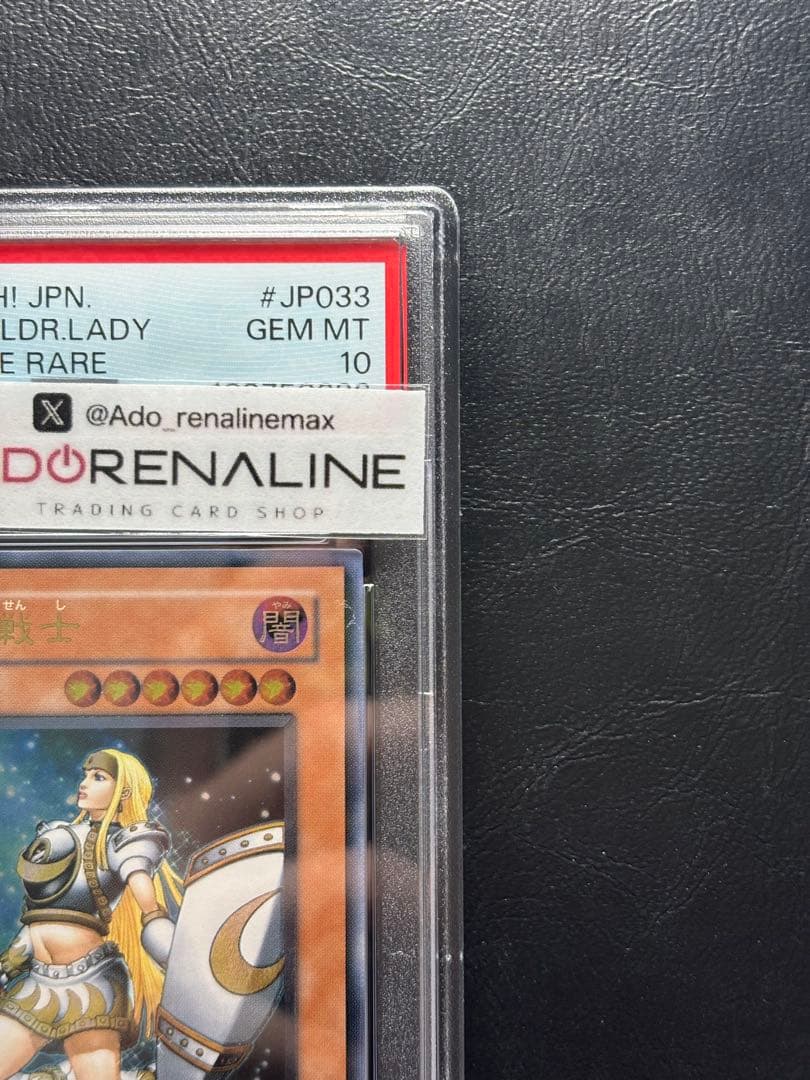 H! JPN. #JP033
LDR.LADY GEM MT
E RARE 10
X @Ado_renalinemax
DORENALINE
TRADING CARD SHOP
せん し
戦士
やみ
闇